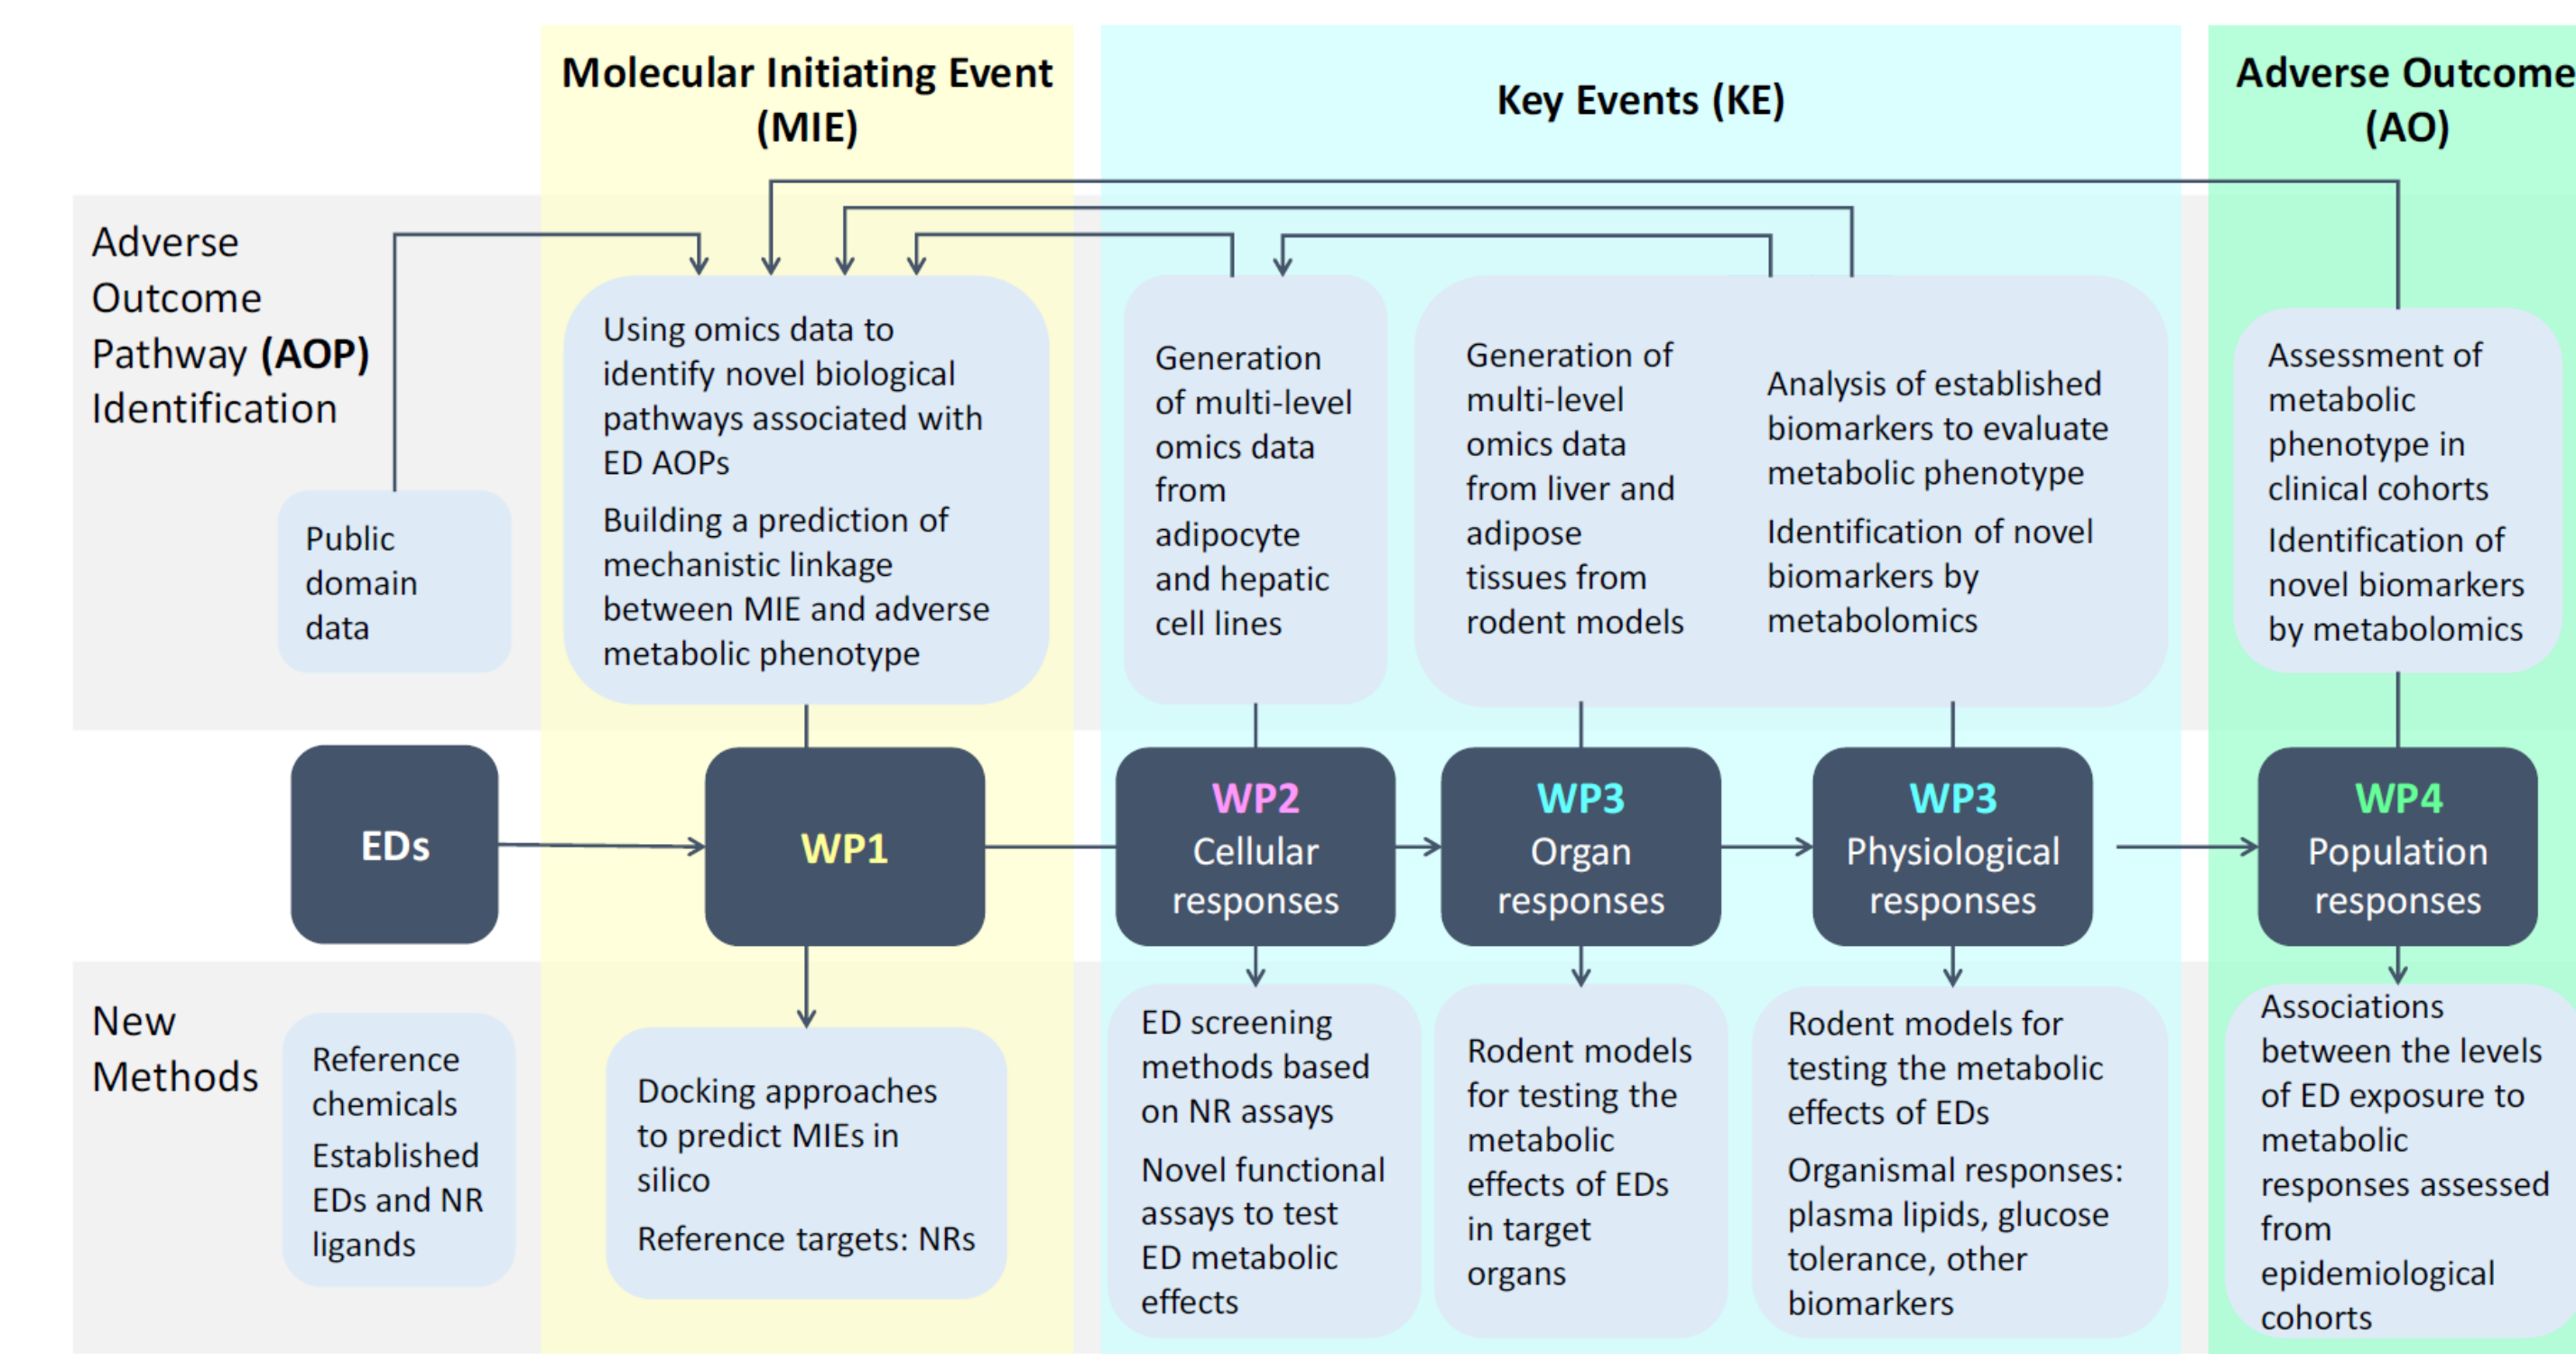 Molecular Initiating Event
(MIE)
Key Events (KE)
Adverse Outcome
(AO)
Adverse
Outcome
Pathway (AOP)
Identification
Public
domain
data
Using omics data to
identify novel biological
pathways associated with
ED AOPs
Building a prediction of
mechanistic linkage
between MIE and adverse
metabolic phenotype
Generation
of multi-level
omics data
from
adipocyte
and hepatic
cell lines
Generation of
multi-level
omics data
from liver and
adipose
tissues from
rodent models
Analysis of established
biomarkers to evaluate
metabolic phenotype
Identification of novel
biomarkers by
metabolomics
Assessment of
metabolic
phenotype in
clinical cohorts
Identification of
novel biomarkers
by metabolomics
EDs
WP1
WP2
Cellular
responses
WP3
Organ
responses
WP3
Physiological
responses
WP4
Population
responses
New
Methods
Reference
chemicals
Established
EDs and NR
ligands
Docking approaches
to predict MIEs in
silico
Reference targets: NRs
ED screening
methods based
on NR assays
Novel functional
assays to test
ED metabolic
effects
Rodent models
for testing the
metabolic
effects of EDs
in target
organs
Rodent models for
testing the metabolic
effects of EDs
Organismal responses:
plasma lipids, glucose
tolerance, other
biomarkers
Associations
between the levels
of ED exposure to
metabolic
responses assessed
from
epidemiological
cohorts